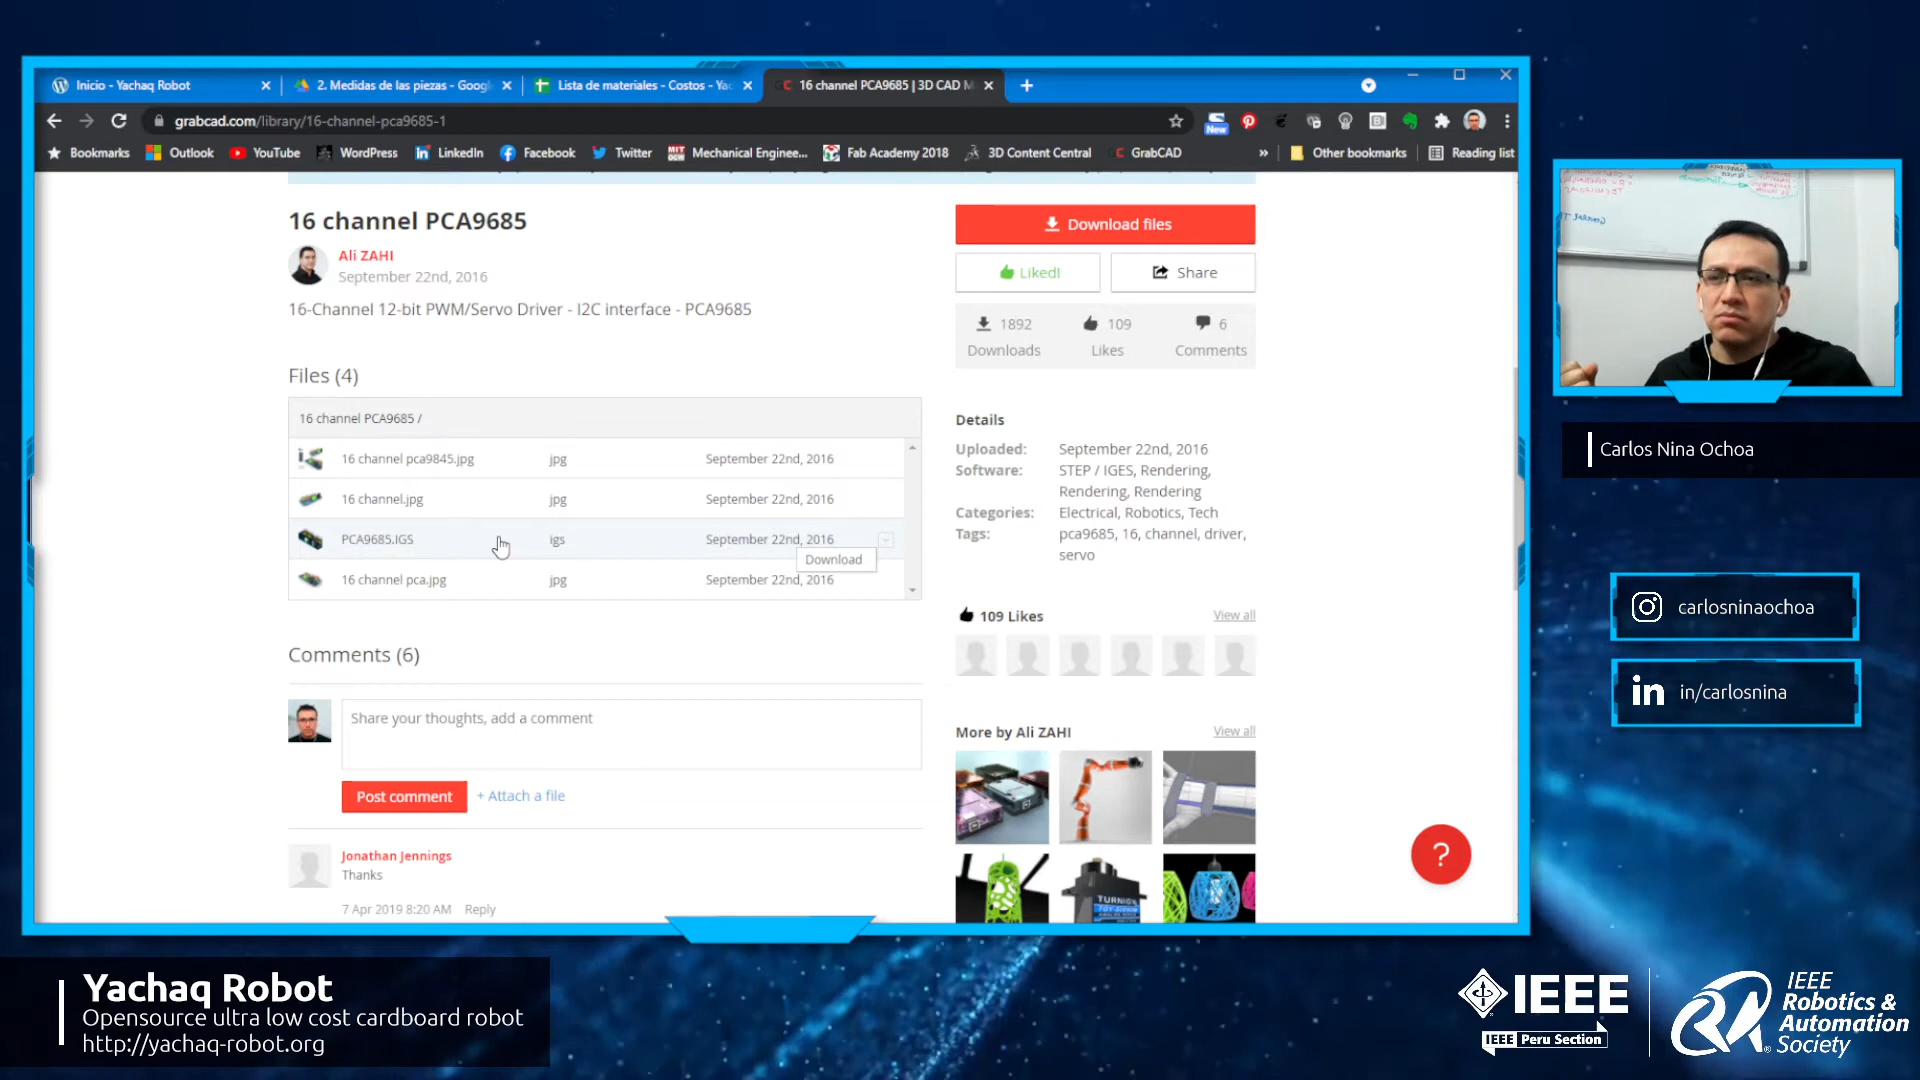 Inicio - Yachaq Robot
2. Medidas de las piezas - Goog
Lista de materiales - Costos - Yac
16 channel PCA9685 | 3D CAD M
grabcad.com/library/16-channel-pca9685-1
New
Bookmarks
Outlook
YouTube
WordPress
LinkedIn
Facebook
Twitter
Mechanical Enginee...
Fab Academy 2018
3D Content Central
GrabCAD
»
Other bookmarks
Reading list
16 channel PCA9685
Ali ZAHI
September 22nd, 2016
16-Channel 12-bit PWM/Servo Driver - I2C interface - PCA9685
Files (4)
16 channel PCA9685 /
16 channel pca9845.jpg jpg September 22nd, 2016
16 channel.jpg jpg September 22nd, 2016
PCA9685.IGS igs September 22nd, 2016
Download
16 channel pca.jpg jpg September 22nd, 2016
Comments (6)
Share your thoughts, add a comment
Post comment
+ Attach a file
Jonathan Jennings
Thanks
7 Apr 2019 8:20 AM Reply
Download files
Liked!
Share
1892 109 6
Downloads Likes Comments
Details
Uploaded: September 22nd, 2016
Software: STEP / IGES, Rendering,
Rendering, Rendering
Categories: Electrical, Robotics, Tech
Tags: pca9685, 16, channel, driver,
servo
109 Likes View all
More by Ali ZAHI View all
TURNIGY
?
Carlos Nina Ochoa
carlosninaochoa
in/carlosnina
Yachaq Robot
Opensource ultra low cost cardboard robot
http://yachaq-robot.org
IEEE
IEEE Peru Section
IEEE
Robotics &
Automation
Society